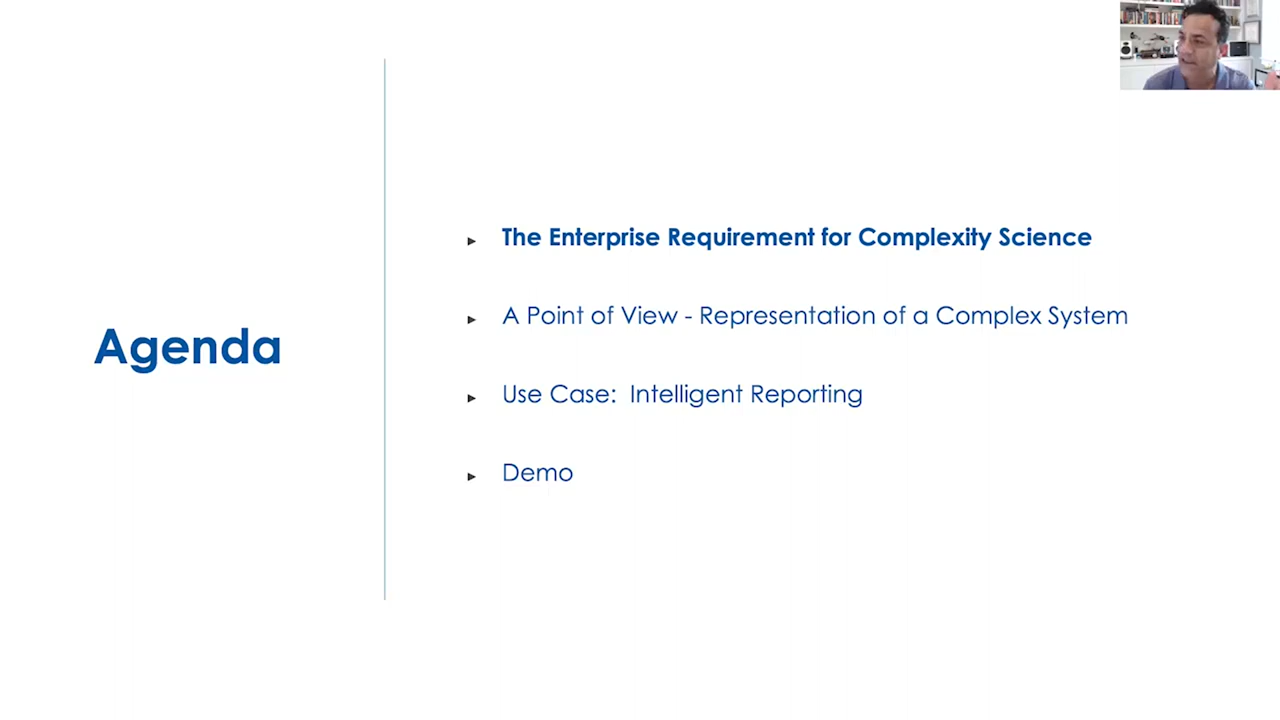 Agenda
The Enterprise Requirement for Complexity Science
A Point of View - Representation of a Complex System
Use Case:  Intelligent Reporting
Demo